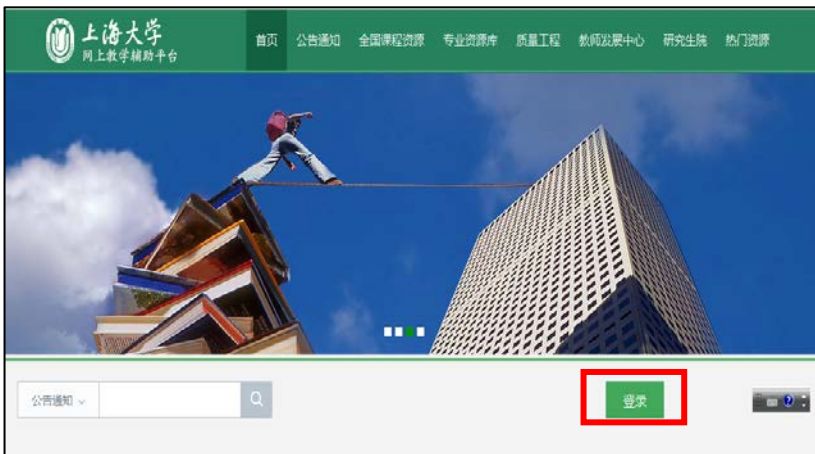 上海大学
网上教学辅助平台
首页 公告通知 全国课程资源 专业资源库 质量工程 教师发展中心 研究生院 热门资源
公告通知
登录